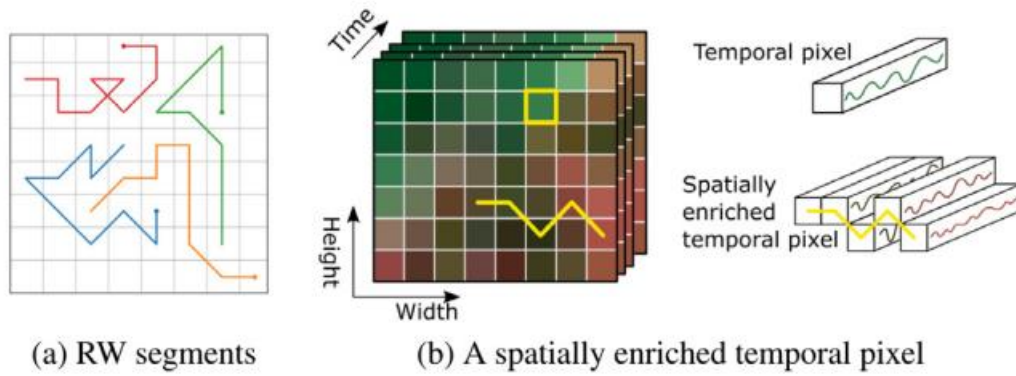 Time
Height
Width
Temporal pixel
Spatially
enriched
temporal pixel
(a) RW segments
(b) A spatially enriched temporal pixel